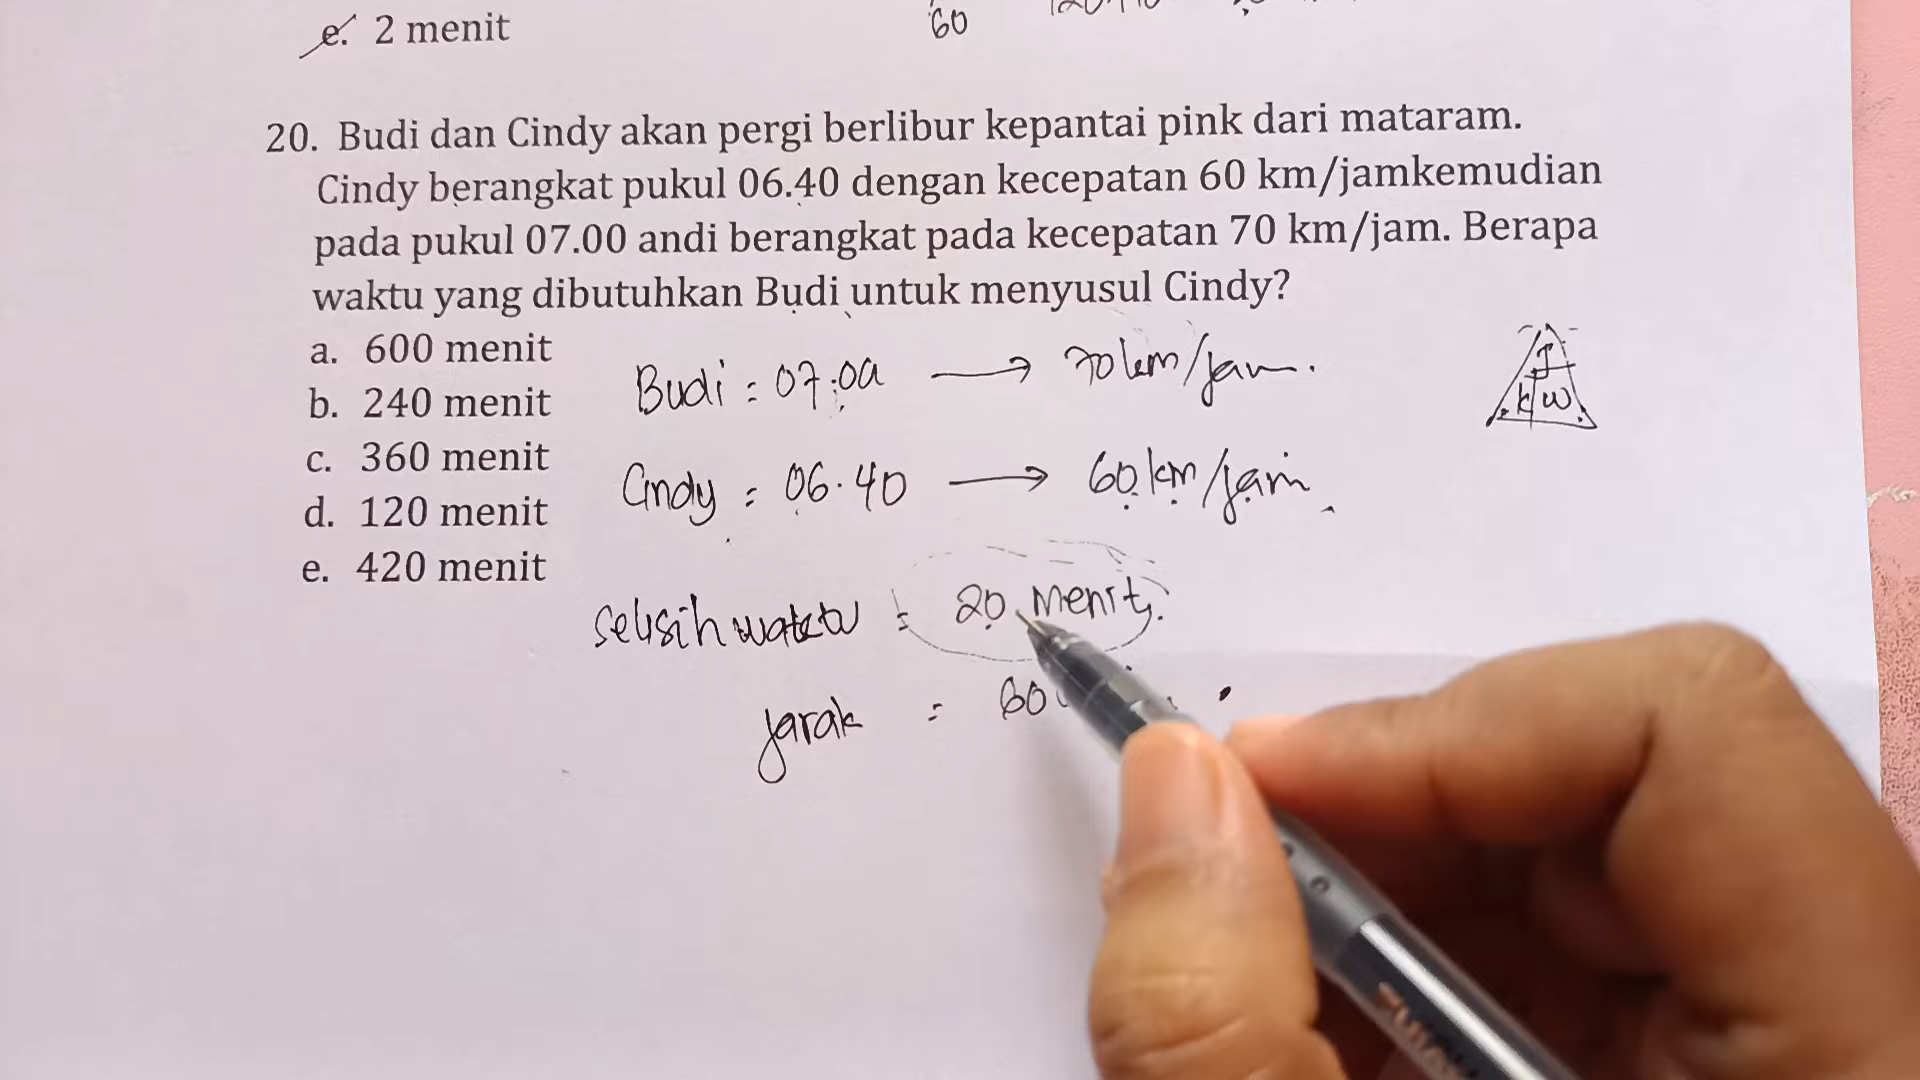 e. 2 menit
60
20. Budi dan Cindy akan pergi berlibur kepantai pink dari mataram.
Cindy berangkat pukul 06.40 dengan kecepatan 60 km/jamkemudian
pada pukul 07.00 andi berangkat pada kecepatan 70 km/jam. Berapa
waktu yang dibutuhkan Budi untuk menyusul Cindy?
a. 600 menit
b. 240 menit
c. 360 menit
d. 120 menit
e. 420 menit
Budi : 07.00 → 70 km/jam.
J
K W
Cindy = 06.40 → 60 km/jam
selisih waktu = 20 menit
jarak = 60